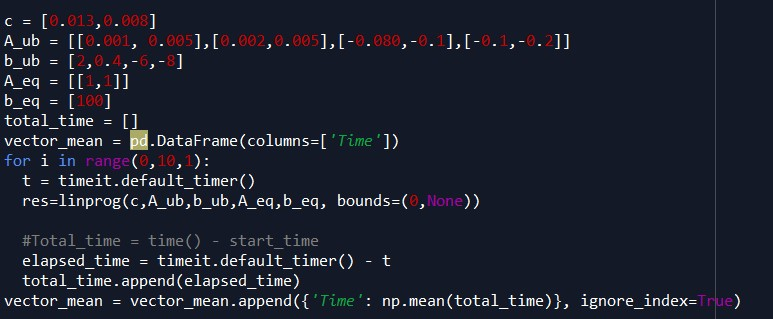 c = [0.013,0.008]
A_ub = [[0.001, 0.005],[0.002,0.005],[-0.080,-0.1],[-0.1,-0.2]]
b_ub = [2,0.4,-6,-8]
A_eq = [[1,1]]
b_eq = [100]
total_time = []
vector_mean = pd.DataFrame(columns=['Time'])
for i in range(0,10,1):
  t = timeit.default_timer()
  res=linprog(c,A_ub,b_ub,A_eq,b_eq, bounds=(0,None))
  #Total_time = time() - start_time
  elapsed_time = timeit.default_timer() - t
  total_time.append(elapsed_time)
vector_mean = vector_mean.append({'Time': np.mean(total_time)}, ignore_index=True)